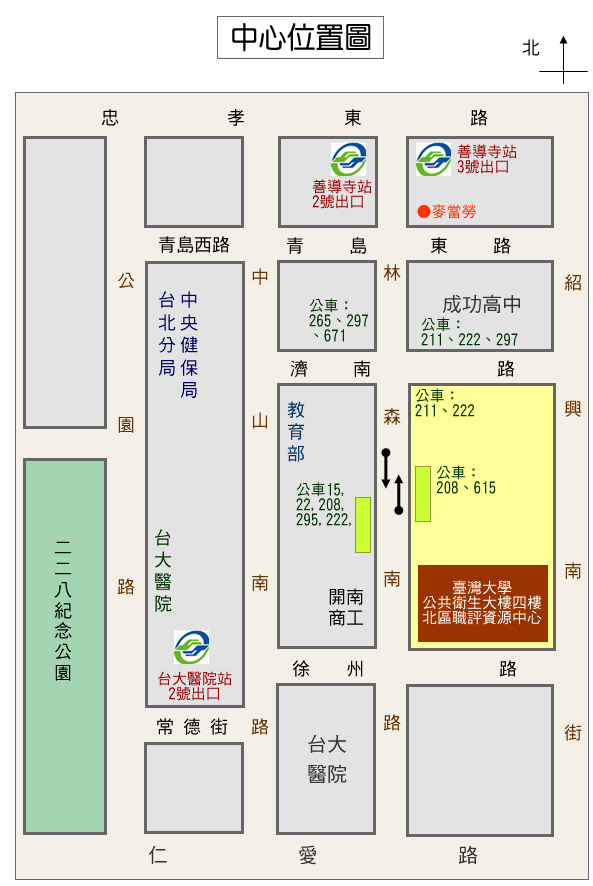 中心位置圖
北
忠孝東路
善導寺站
2號出口
善導寺站
3號出口
●麥當勞
青島西路
青島東路
公園路
中山南路
林森南路
紹興南街
中央健保局
台北分局
公車：
265、297
、671
成功高中
公車：
211、222、297
濟南路
教育部
公車15,
22,208,
295,222,
開南
商工
公車：
211、222
公車：
208、615
臺灣大學
公共衛生大樓四樓
北區職評資源中心
二二八紀念公園
台大醫院
台大醫院站
2號出口
徐州路
常德街
台大
醫院
仁愛路